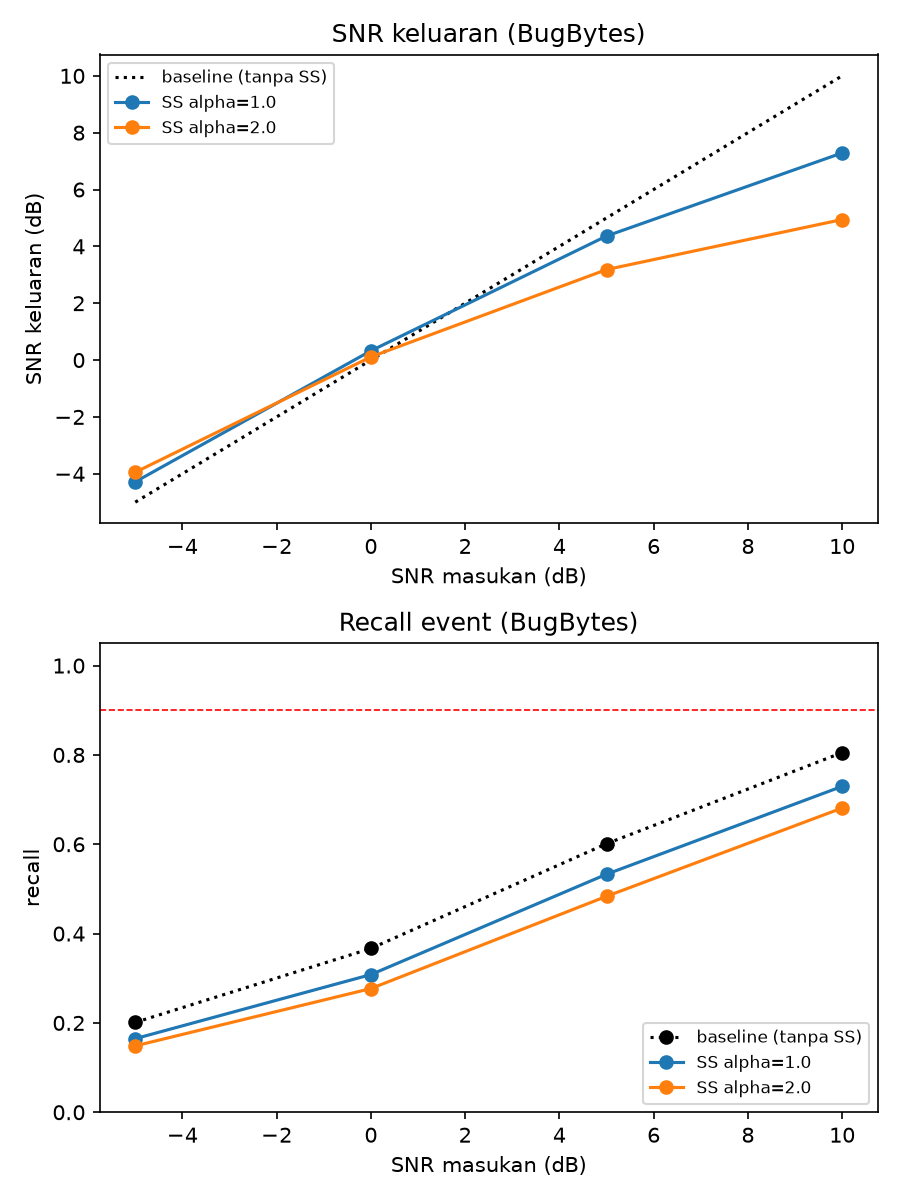 SNR keluaran (BugBytes)
baseline (tanpa SS)
SS alpha=1.0
SS alpha=2.0
SNR keluaran (dB)
10
8
6
4
2
0
−2
−4
−4
−2
0
2
4
6
8
10
SNR masukan (dB)
Recall event (BugBytes)
recall
1.0
0.8
0.6
0.4
0.2
0.0
baseline (tanpa SS)
SS alpha=1.0
SS alpha=2.0
−4
−2
0
2
4
6
8
10
SNR masukan (dB)